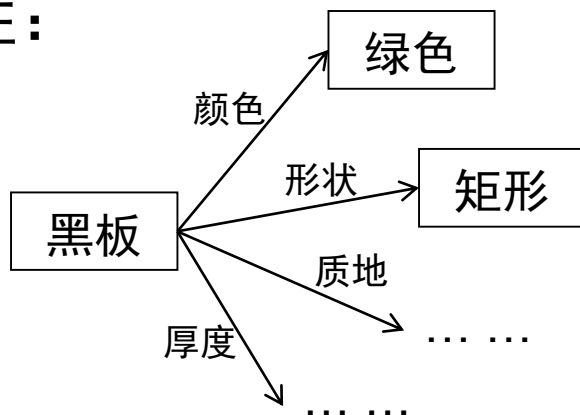 ：
绿色
颜色
形状
矩形
黑板
质地
… …
厚度
… …